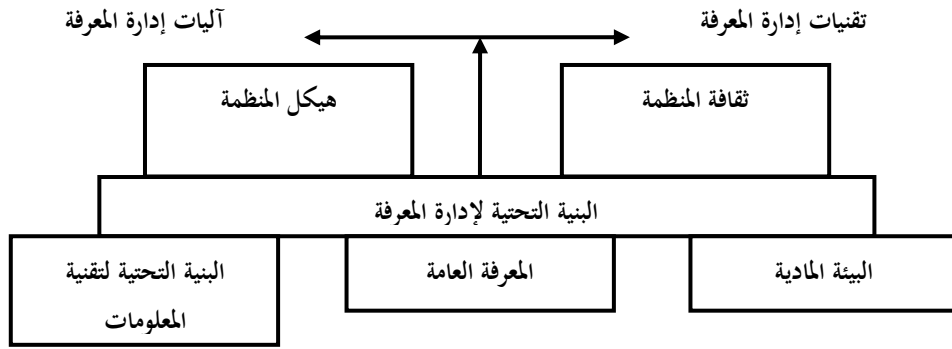 تقنيات إدارة المعرفة
آليات إدارة المعرفة
ثقافة المنظمة
هيكل المنظمة
البنية التحتية لإدارة المعرفة
البيئة المادية
المعرفة العامة
البنية التحتية لتقنية
المعلومات